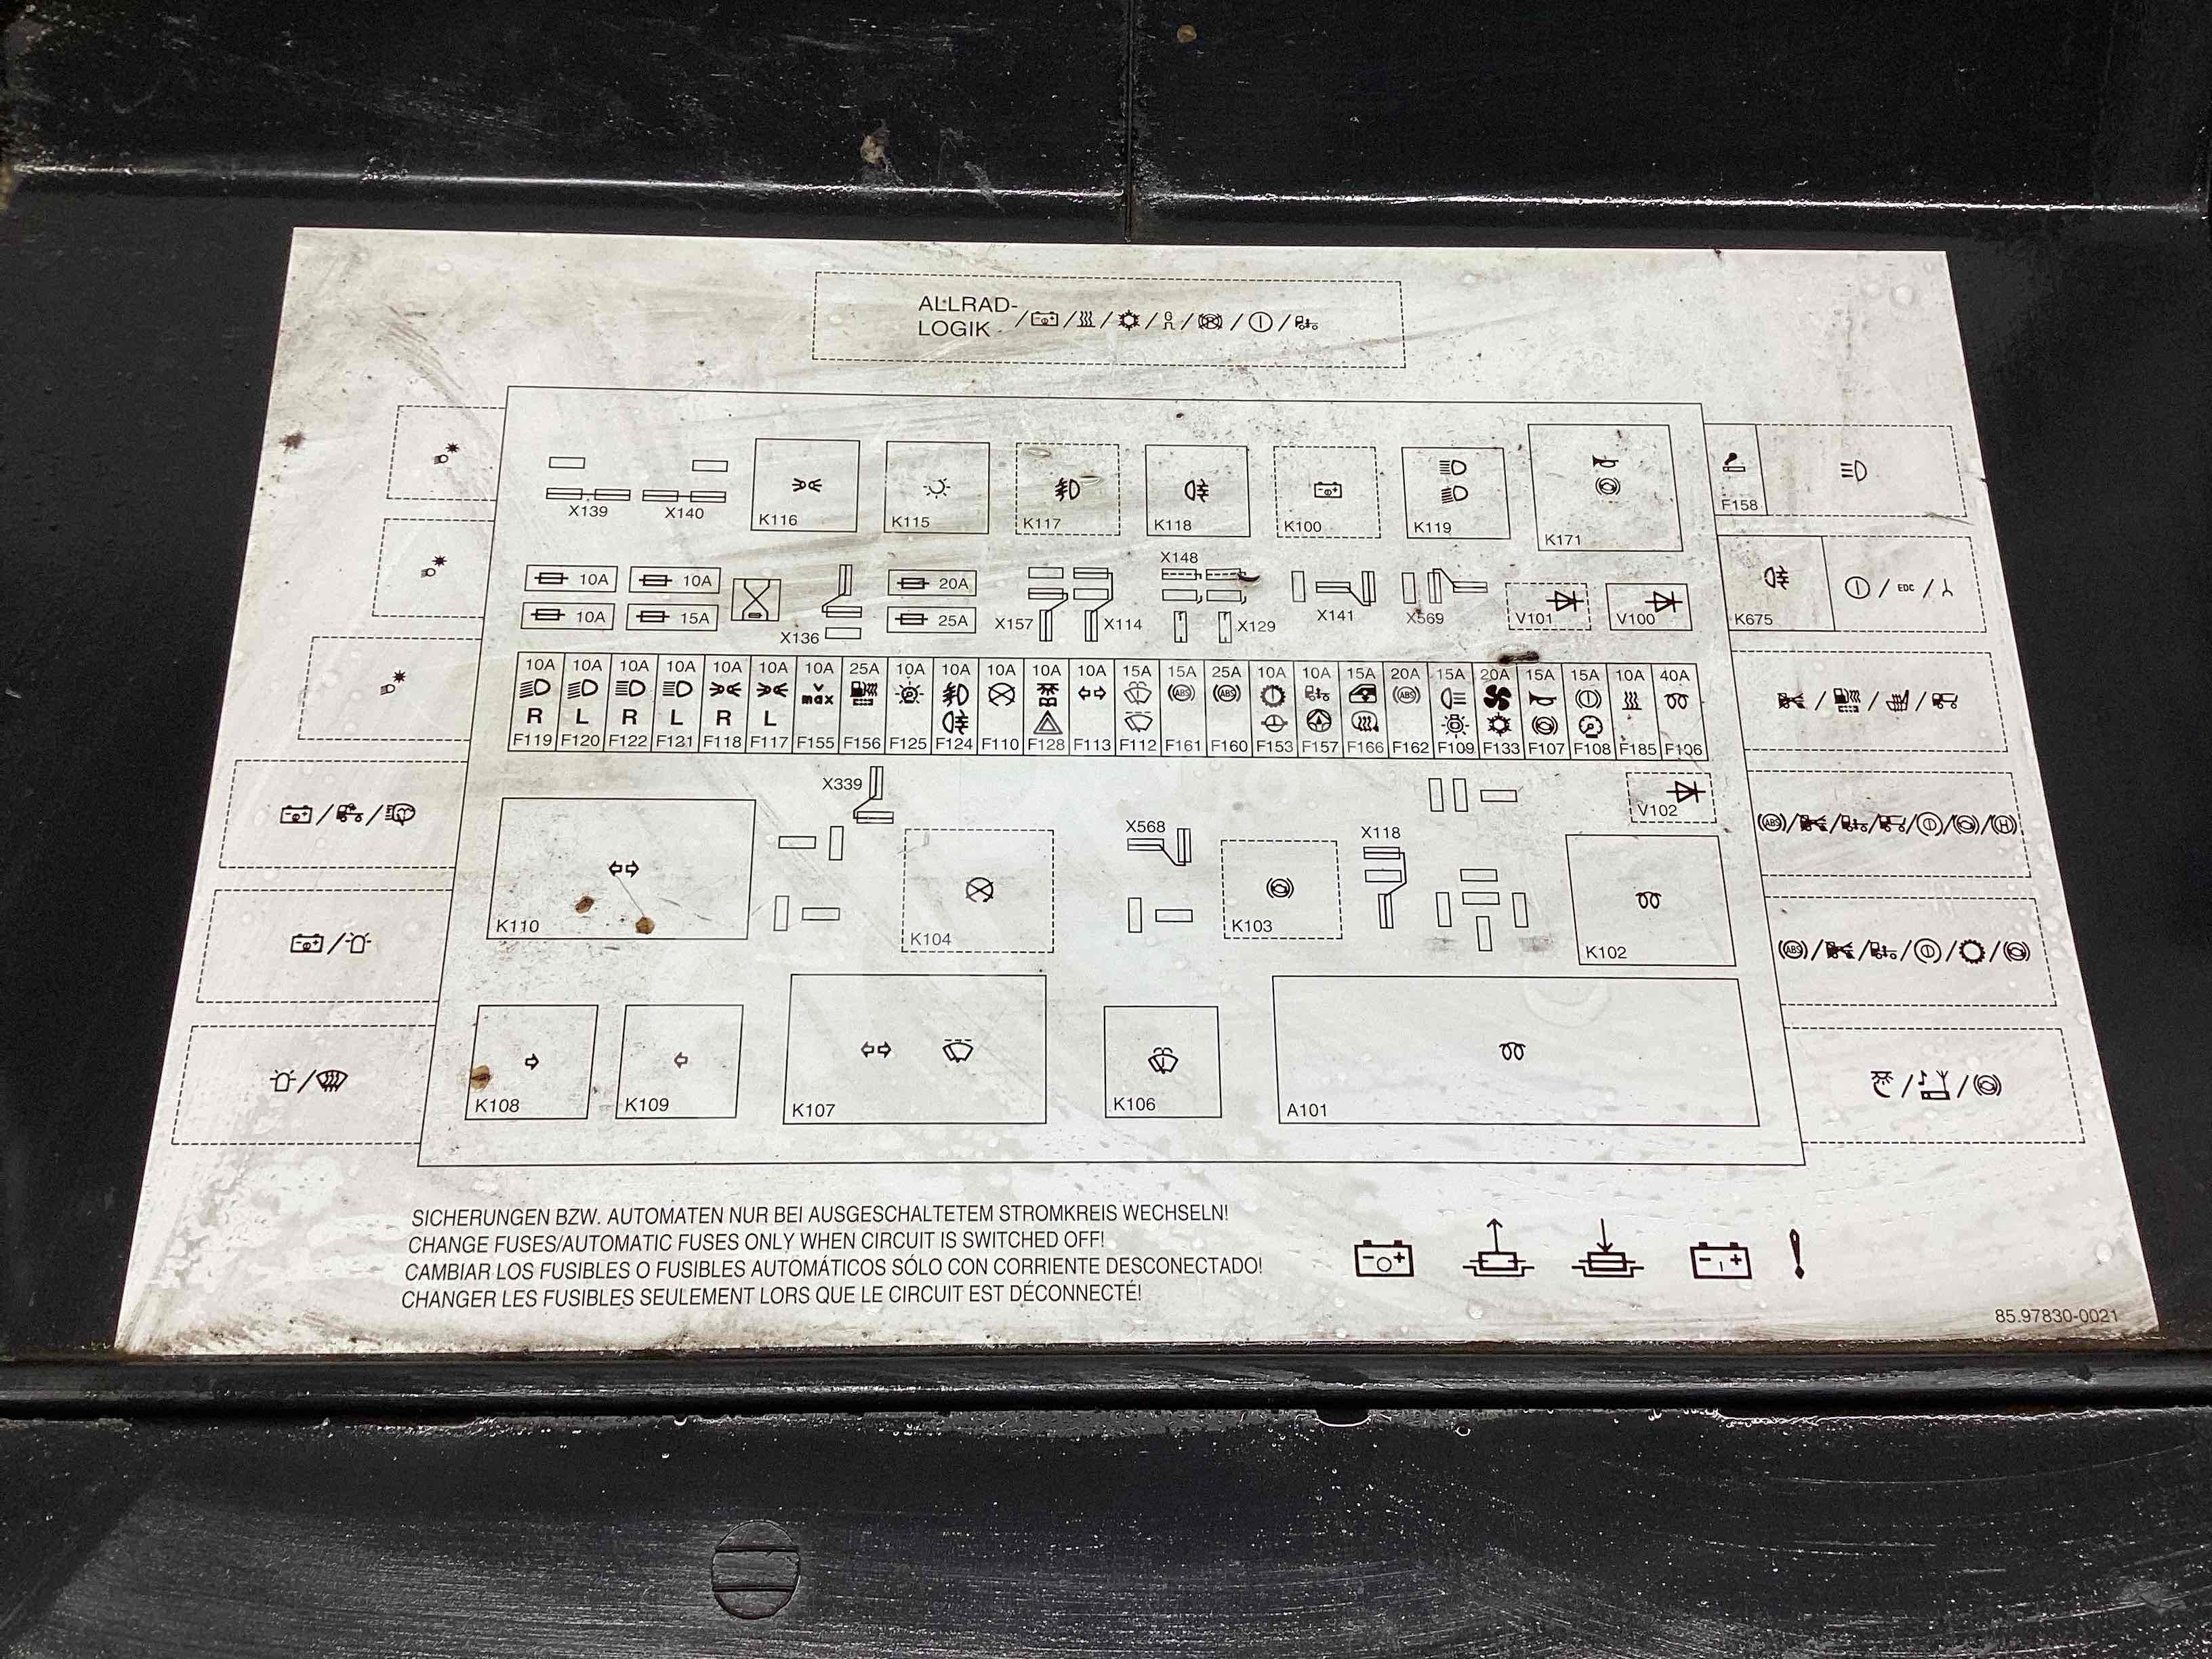 ALLRAD-
LOGIK
X139 X140 K116 K115 K117 K118 K100 K119 K171 F158
X148
10A 10A 20A
10A 15A 25A
X136 X157 X114 X129 X141 X569 V101 V100 K675 EDC
10A 10A 10A 10A 10A 10A 10A 25A 10A 10A 10A 10A 10A 15A 15A 25A 10A 10A 15A 20A 15A 20A 15A 15A 10A 40A
V max ABS ABS ABS
R L R L R L
F119 F120 F122 F121 F118 F117 F155 F156 F125 F124 F110 F128 F113 F112 F161 F160 F153 F157 F166 F162 F109 F133 F107 F108 F185 F106
X339 V102
X568 X118 ABS H
K110 K104 K103 K102
ABS
K108 K109 K107 K106 A101
SICHERUNGEN BZW. AUTOMATEN NUR BEI AUSGESCHALTETEM STROMKREIS WECHSELN!
CHANGE FUSES/AUTOMATIC FUSES ONLY WHEN CIRCUIT IS SWITCHED OFF!
CAMBIAR LOS FUSIBLES O FUSIBLES AUTOMÁTICOS SÓLO CON CORRIENTE DESCONECTADO!
CHANGER LES FUSIBLES SEULEMENT LORS QUE LE CIRCUIT EST DÉCONNECTÉ!
85.97830-0021